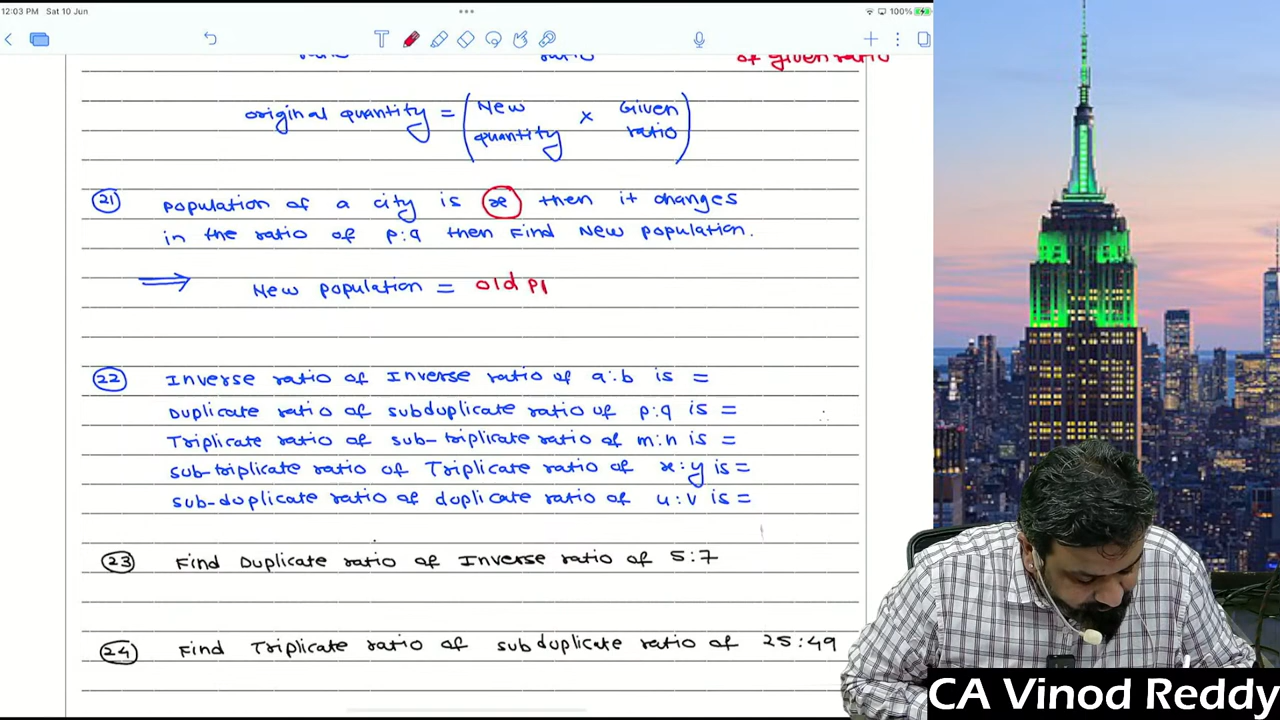 12:03 PM Sat 10 Jun
100%
ratio of given ratio
original quantity = ( New quantity × Given ratio )
21 population of a city is x then it changes
in the ratio of p:q then Find New population.
⇒ New population = old
22 Inverse ratio of Inverse ratio of a:b is =
Duplicate ratio of subduplicate ratio of p:q is =
Triplicate ratio of sub-triplicate ratio of m:n is =
sub-triplicate ratio of Triplicate ratio of x:y is =
sub-duplicate ratio of duplicate ratio of u:v is =
23 Find Duplicate ratio of Inverse ratio of 5:7
24 Find Triplicate ratio of subduplicate ratio of 25:49
CA Vinod Reddy